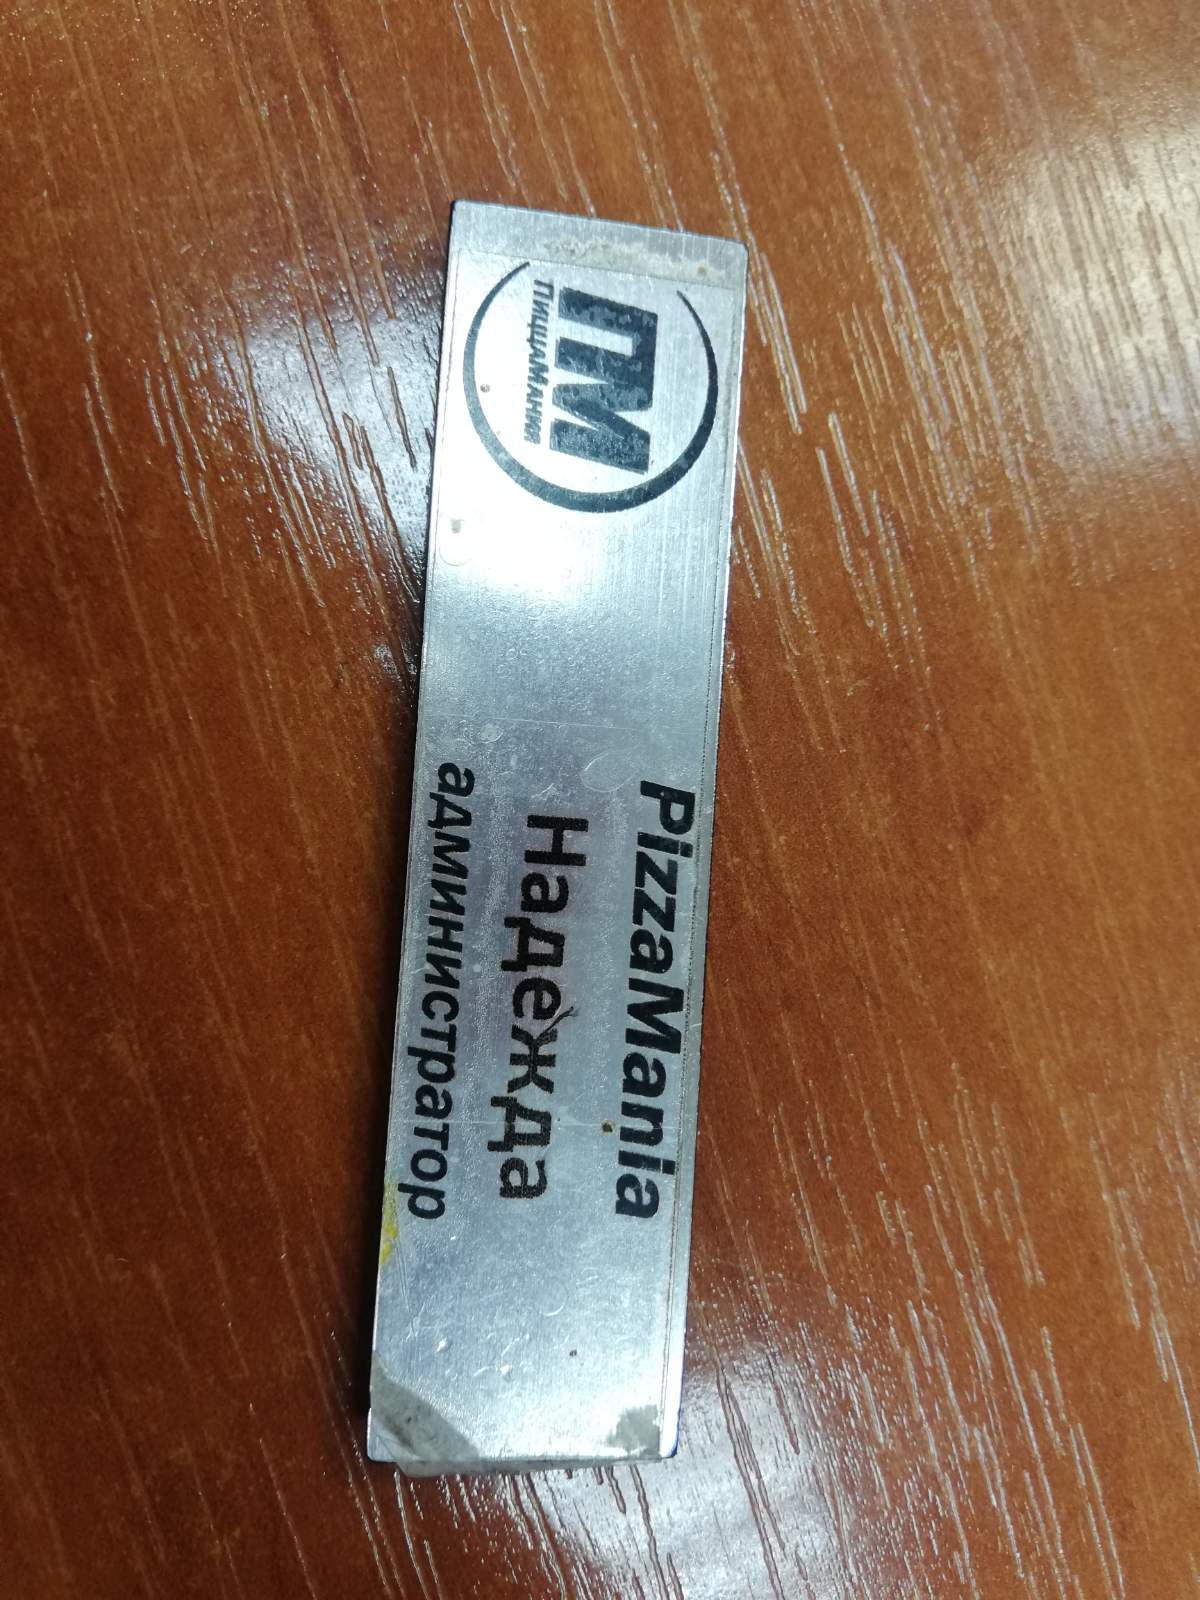 ПМ
ПиццаМания
PizzaMania
Надежда
администратор